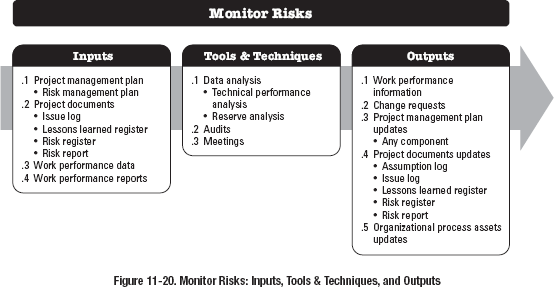 Monitor Risks
Inputs
.1 Project management plan
• Risk management plan
.2 Project documents
• Issue log
• Lessons learned register
• Risk register
• Risk report
.3 Work performance data
.4 Work performance reports
Tools & Techniques
.1 Data analysis
• Technical performance
analysis
• Reserve analysis
.2 Audits
.3 Meetings
Outputs
.1 Work performance
information
.2 Change requests
.3 Project management plan
updates
• Any component
.4 Project documents updates
• Assumption log
• Issue log
• Lessons learned register
• Risk register
• Risk report
.5 Organizational process assets
updates
Figure 11-20. Monitor Risks: Inputs, Tools & Techniques, and Outputs